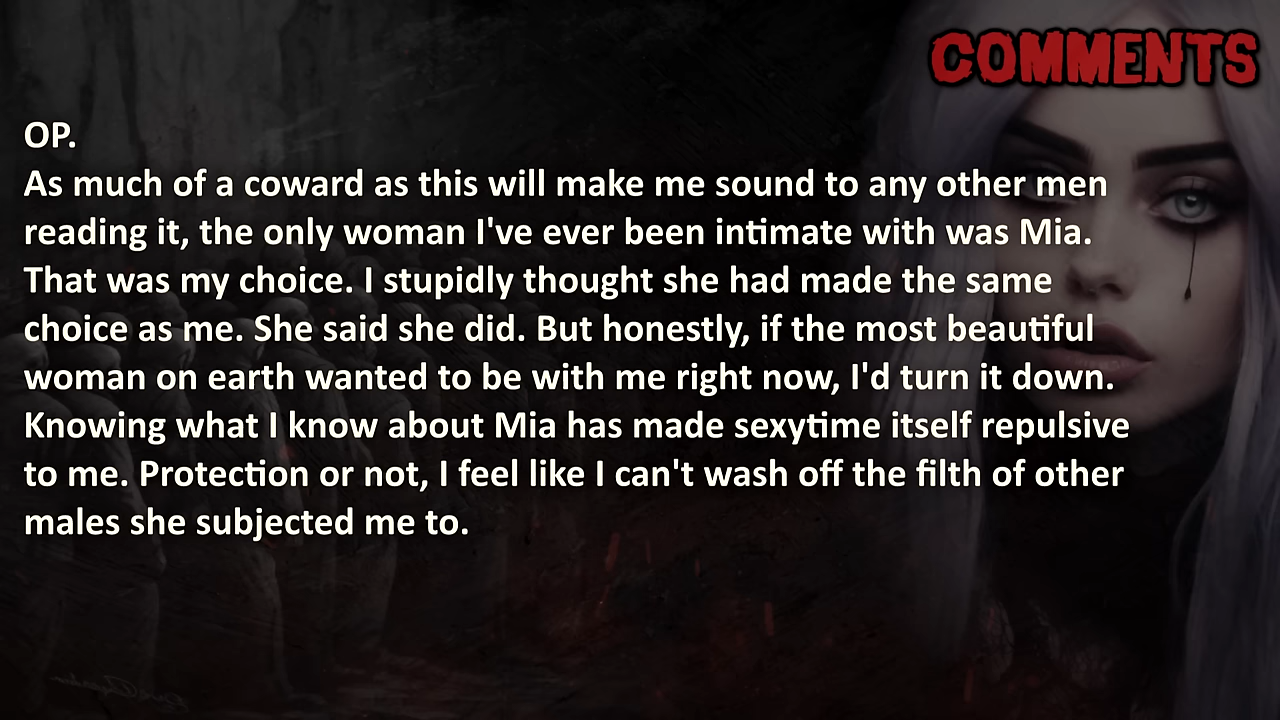 COMMENTS
OP.
As much of a coward as this will make me sound to any other men
reading it, the only woman I've ever been intimate with was Mia.
That was my choice. I stupidly thought she had made the same
choice as me. She said she did. But honestly, if the most beautiful
woman on earth wanted to be with me right now, I'd turn it down.
Knowing what I know about Mia has made sexytime itself repulsive
to me. Protection or not, I feel like I can't wash off the filth of other
males she subjected me to.